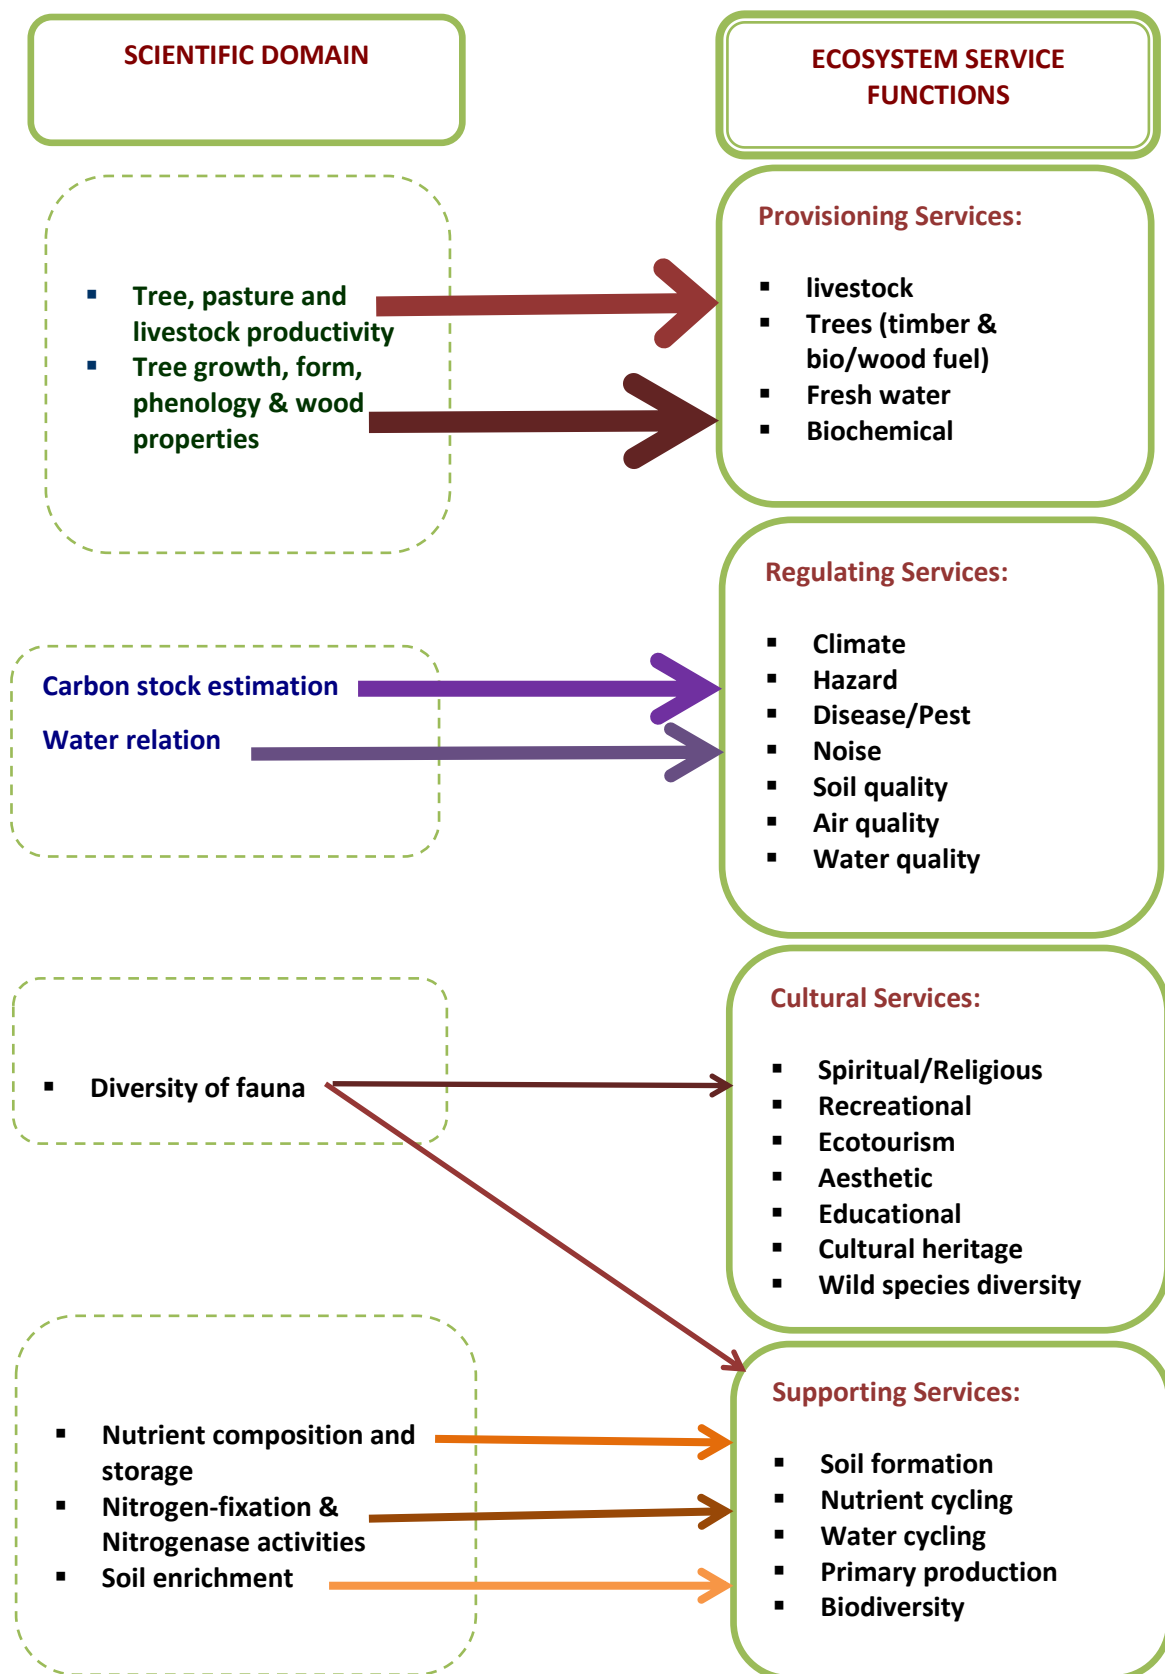 SCIENTIFIC DOMAIN
ECOSYSTEM SERVICE
FUNCTIONS
▪ Tree, pasture and
livestock productivity
▪ Tree growth, form,
phenology & wood
properties
Provisioning Services:
▪ livestock
▪ Trees (timber &
bio/wood fuel)
▪ Fresh water
▪ Biochemical
Carbon stock estimation
Water relation
Regulating Services:
▪ Climate
▪ Hazard
▪ Disease/Pest
▪ Noise
▪ Soil quality
▪ Air quality
▪ Water quality
▪ Diversity of fauna
Cultural Services:
▪ Spiritual/Religious
▪ Recreational
▪ Ecotourism
▪ Aesthetic
▪ Educational
▪ Cultural heritage
▪ Wild species diversity
▪ Nutrient composition and
storage
▪ Nitrogen-fixation &
Nitrogenase activities
▪ Soil enrichment
Supporting Services:
▪ Soil formation
▪ Nutrient cycling
▪ Water cycling
▪ Primary production
▪ Biodiversity